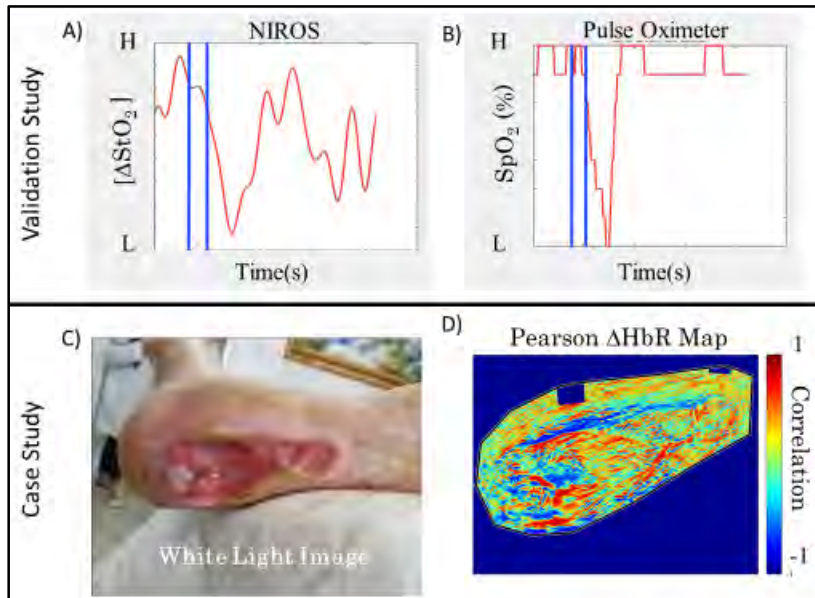 Validation Study
A)
NIROS
H
[ΔStO₂ ]
L
Time(s)
B)
Pulse Oximeter
H
SpO₂ (%)
L
Time(s)
Case Study
C)
White Light Image
D)
Pearson ΔHbR Map
1
Correlation
-1